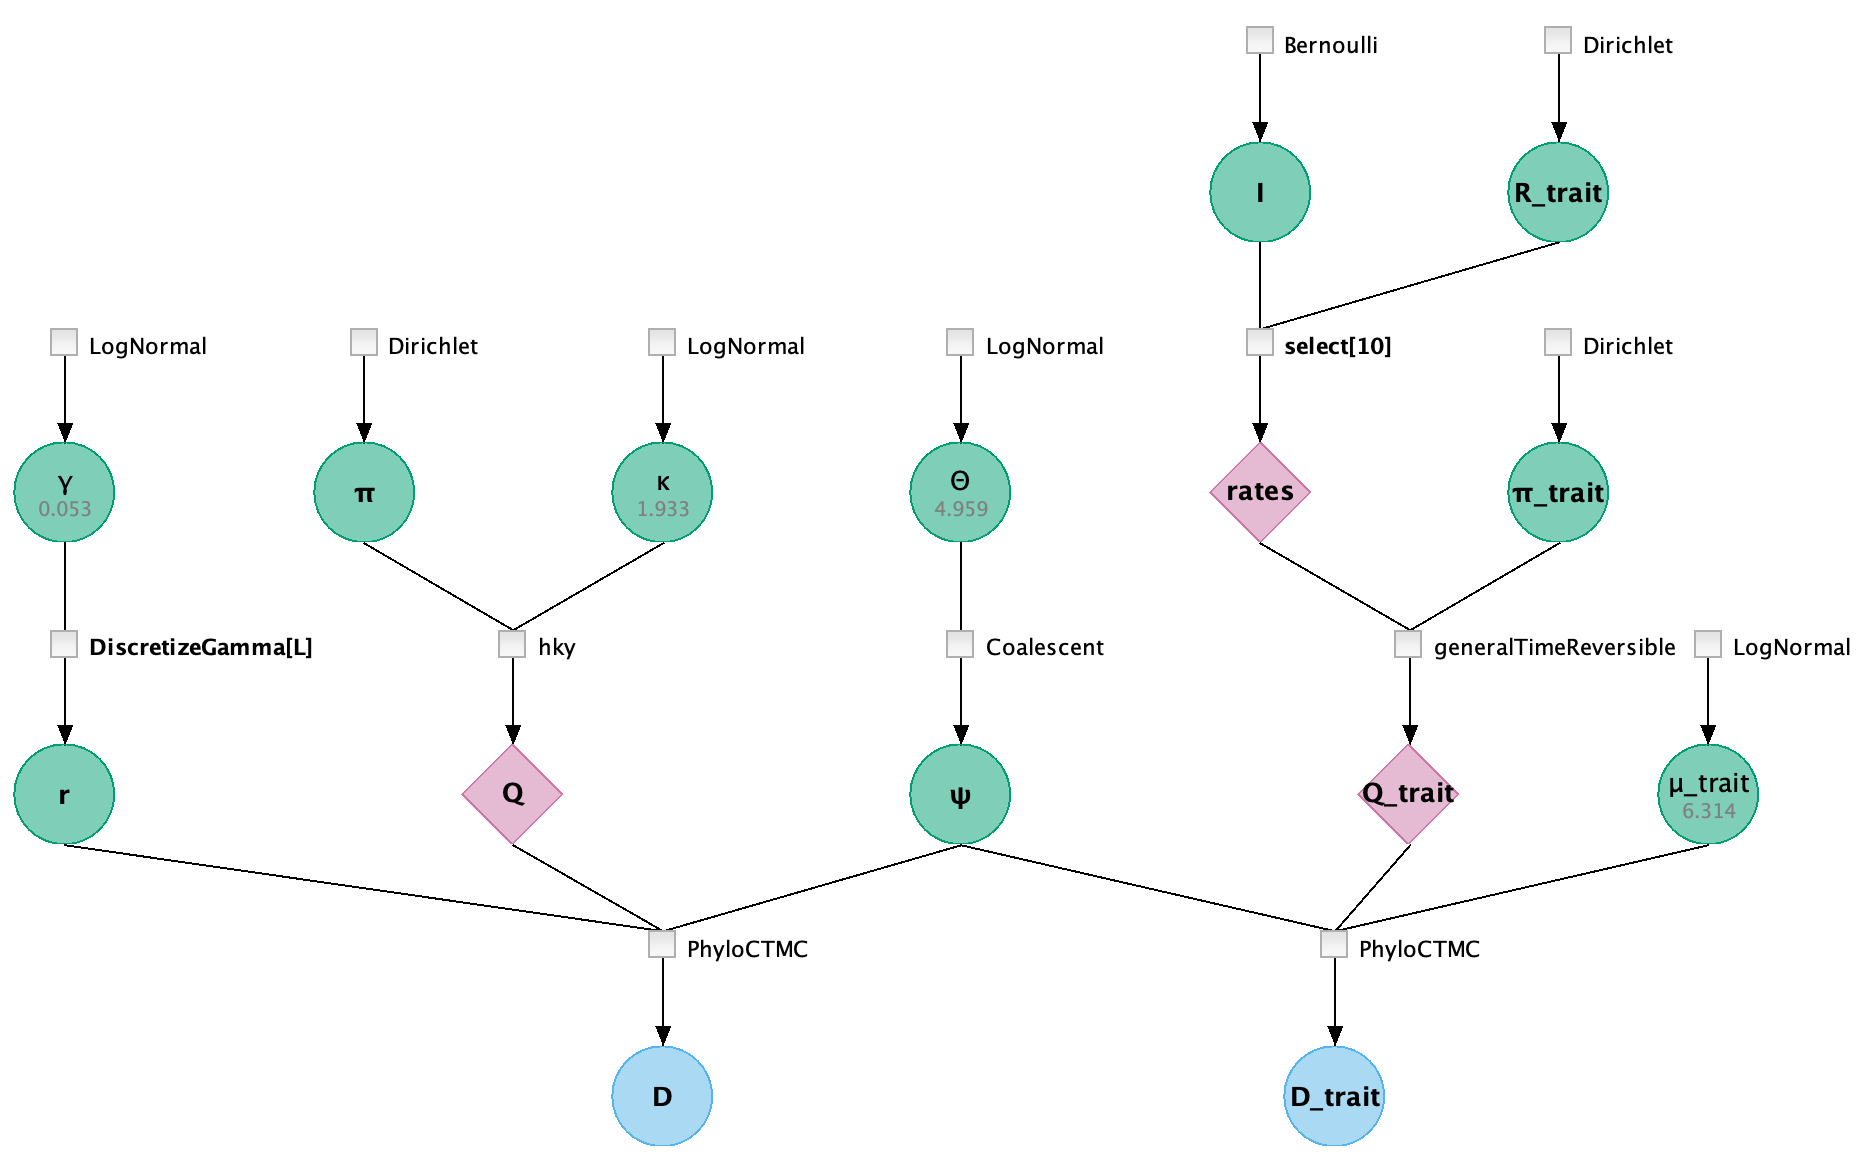 Bernoulli
Dirichlet
I
R_trait
LogNormal
Dirichlet
LogNormal
LogNormal
select[10]
Dirichlet
γ
0.053
π
κ
1.933
Θ
4.959
rates
π_trait
DiscretizeGamma[L]
hky
Coalescent
generalTimeReversible
LogNormal
r
Q
ψ
Q_trait
μ_trait
6.314
PhyloCTMC
PhyloCTMC
D
D_trait